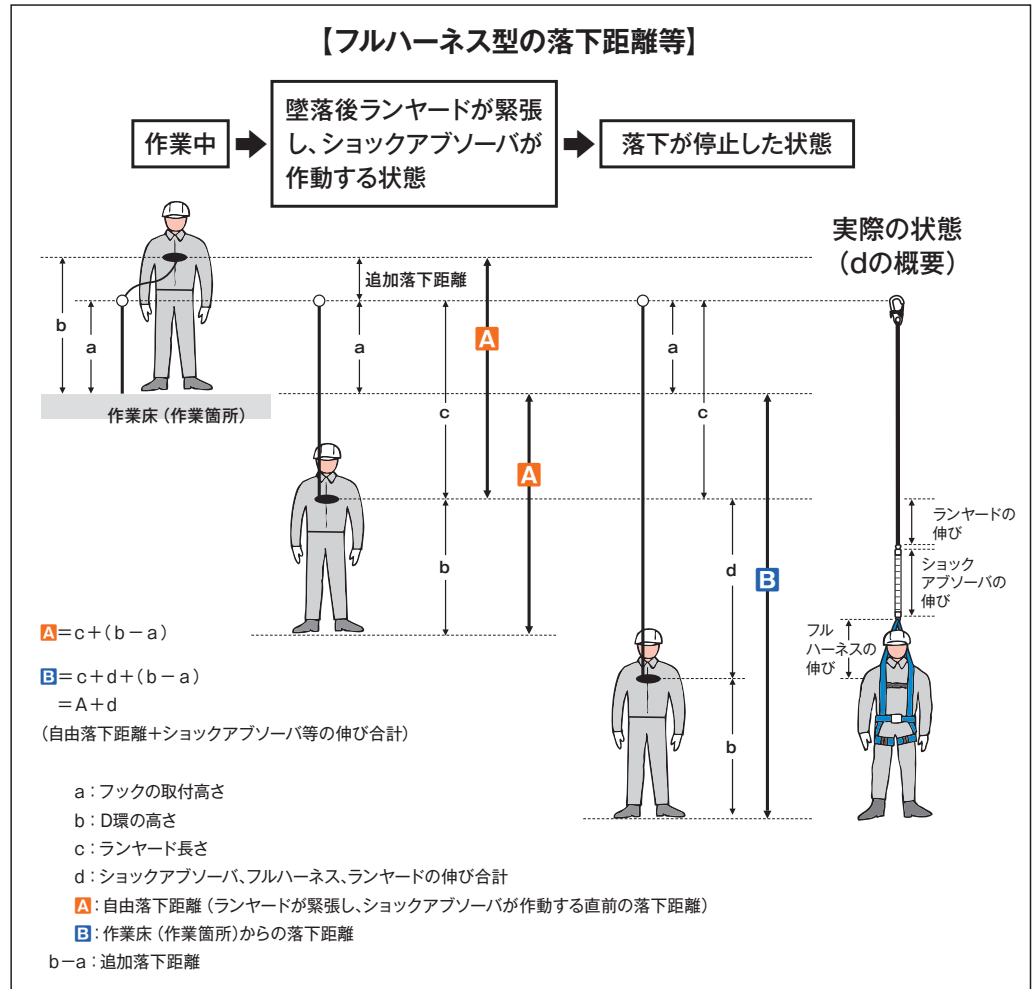 【フルハーネス型の落下距離等】
作業中
墜落後ランヤードが緊張
し、ショックアブソーバが
作動する状態
落下が停止した状態
実際の状態
（dの概要）
追加落下距離
b
a
a
c
A
a
c
作業床（作業箇所）
A
b
d
B
ランヤードの
伸び
ショック
アブソーバの
伸び
フル
ハーネスの
伸び
b
A＝c＋（b－a）
B＝c＋d＋（b－a）
＝A＋d
（自由落下距離＋ショックアブソーバ等の伸び合計）
a：フックの取付高さ
b：D環の高さ
c：ランヤード長さ
d：ショックアブソーバ、フルハーネス、ランヤードの伸び合計
A：自由落下距離（ランヤードが緊張し、ショックアブソーバが作動する直前の落下距離）
B：作業床（作業箇所）からの落下距離
b－a：追加落下距離